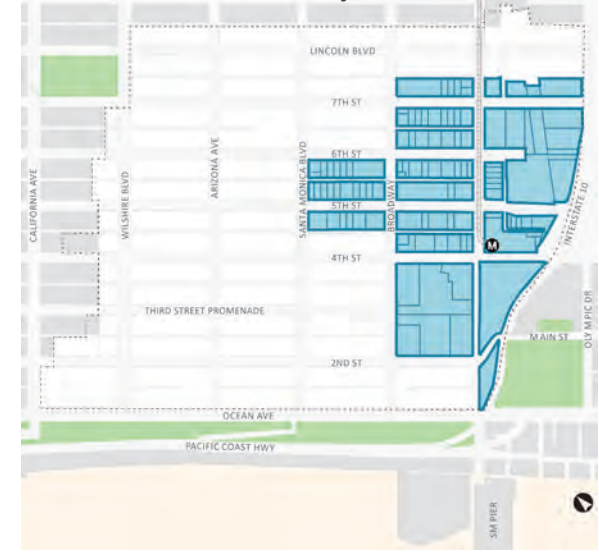 LINCOLN BLVD
7TH ST
6TH ST
5TH ST
4TH ST
THIRD STREET PROMENADE
2ND ST
OCEAN AVE
PACIFIC COAST HWY
CALIFORNIA AVE
WILSHIRE BLVD
ARIZONA AVE
SANTA MONICA BLVD
BROADWAY
M
INTERSTATE 10
OLYMPIC DR
MAIN ST
SM PIER